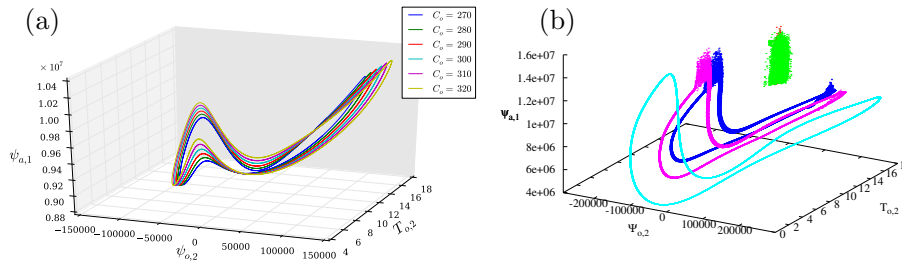 (a)
×10⁷
1.04
1.02
1.00
0.98
0.96
0.94
0.92
0.90
0.88
ψa,1
−150000
−100000
−50000
0
50000
100000
150000
ψo,2
4
6
8
10
12
14
16
18
To,2
Co = 270
Co = 280
Co = 290
Co = 300
Co = 310
Co = 320
(b)
1.6e+07
1.4e+07
1.2e+07
1e+07
8e+06
6e+06
4e+06
Ψa,1
-200000
-100000
0
100000
200000
Ψo,2
0
2
4
6
8
10
12
14
16
To,2